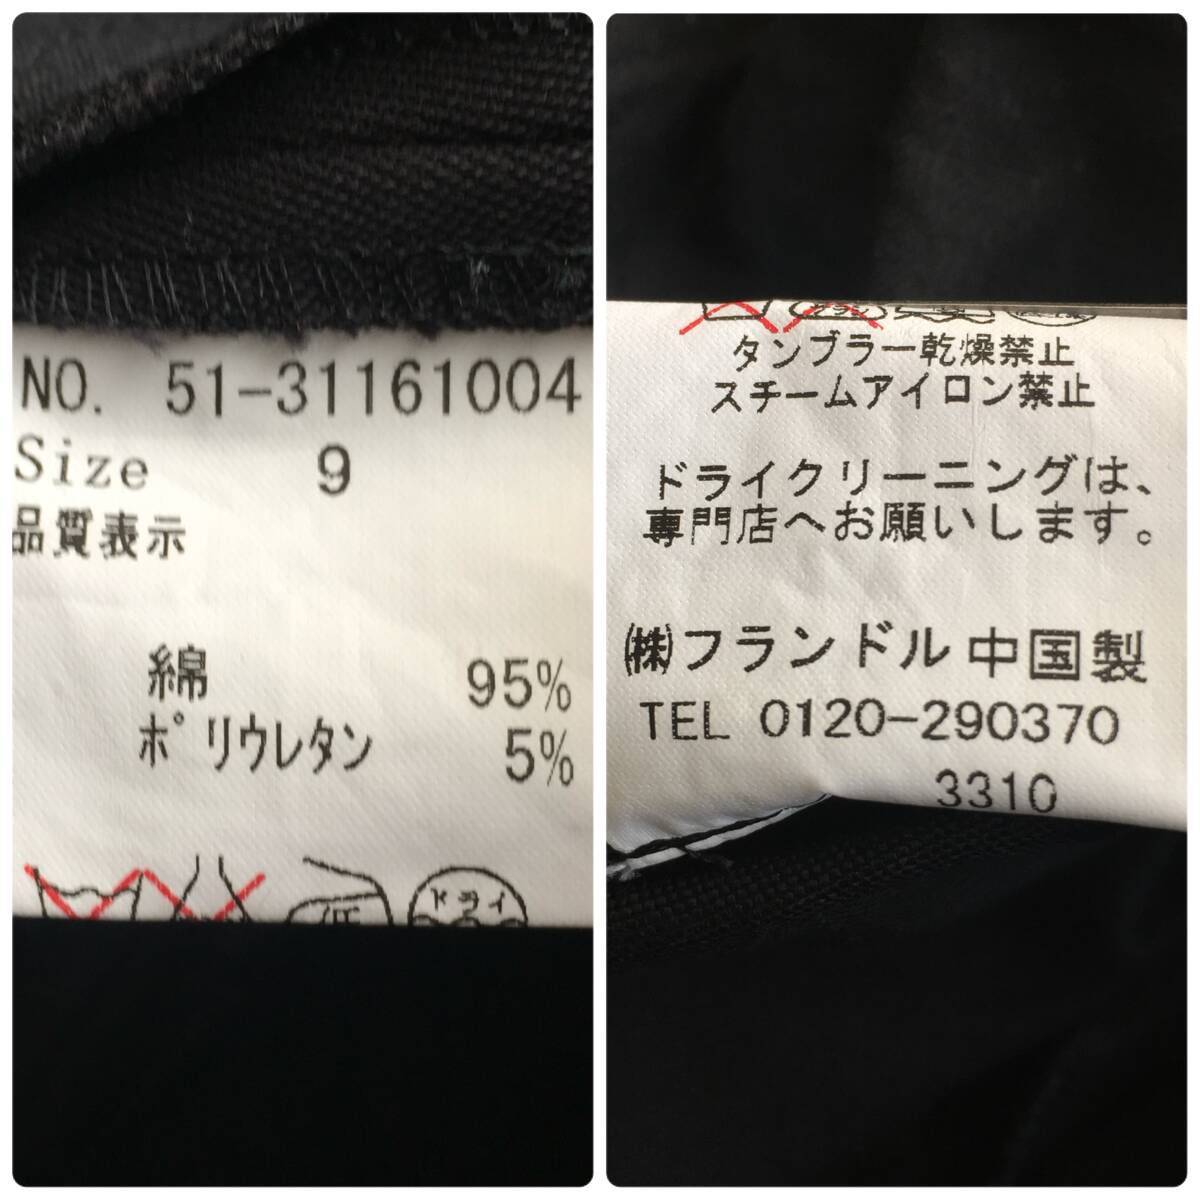 NO. 51-31161004
Size 9
品質表示
綿 95%
ポリウレタン 5%
ドライ
タンブラー乾燥禁止
スチームアイロン禁止
ドライクリーニングは、
専門店へお願いします。
㈱フランドル 中国製
TEL 0120-290370
3310